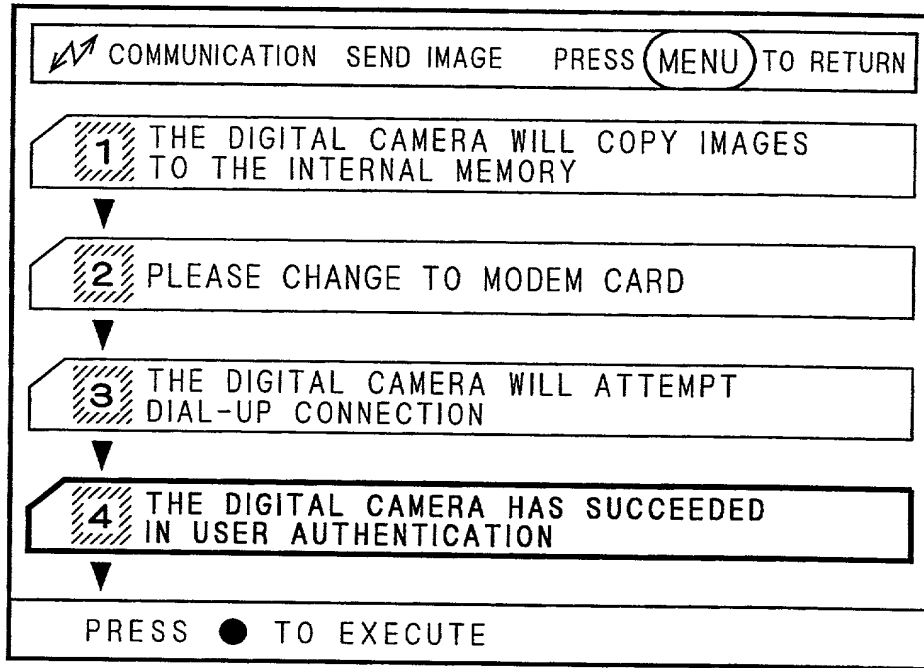 COMMUNICATION SEND IMAGE PRESS MENU TO RETURN
1 THE DIGITAL CAMERA WILL COPY IMAGES
TO THE INTERNAL MEMORY
2 PLEASE CHANGE TO MODEM CARD
3 THE DIGITAL CAMERA WILL ATTEMPT
DIAL-UP CONNECTION
4 THE DIGITAL CAMERA HAS SUCCEEDED
IN USER AUTHENTICATION
PRESS ● TO EXECUTE